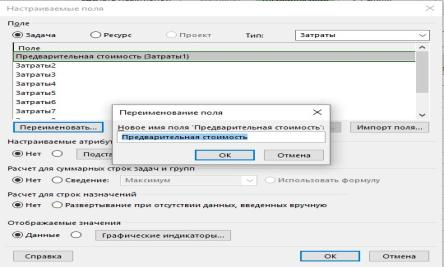 Настраиваемые поля
Поле
Задача Ресурс Проект Тип: Затраты
Поле
Предварительная стоимость (Затраты1)
Затраты2
Затраты3
Затраты4
Затраты5
Затраты6
Затраты7
Переименовать... Импорт поля...
Переименование поля
Новое имя поля 'Предварительная стоимость':
Предварительная стоимость
ОК Отмена
Настраиваемые атрибут
Нет Подста
Расчет для суммарных строк задач и групп
Нет Сведение: Максимум Использовать формулу
Расчет для строк назначений
Нет Развертывание при отсутствии данных, введенных вручную
Отображаемые значения
Данные Графические индикаторы...
Справка ОК Отмена